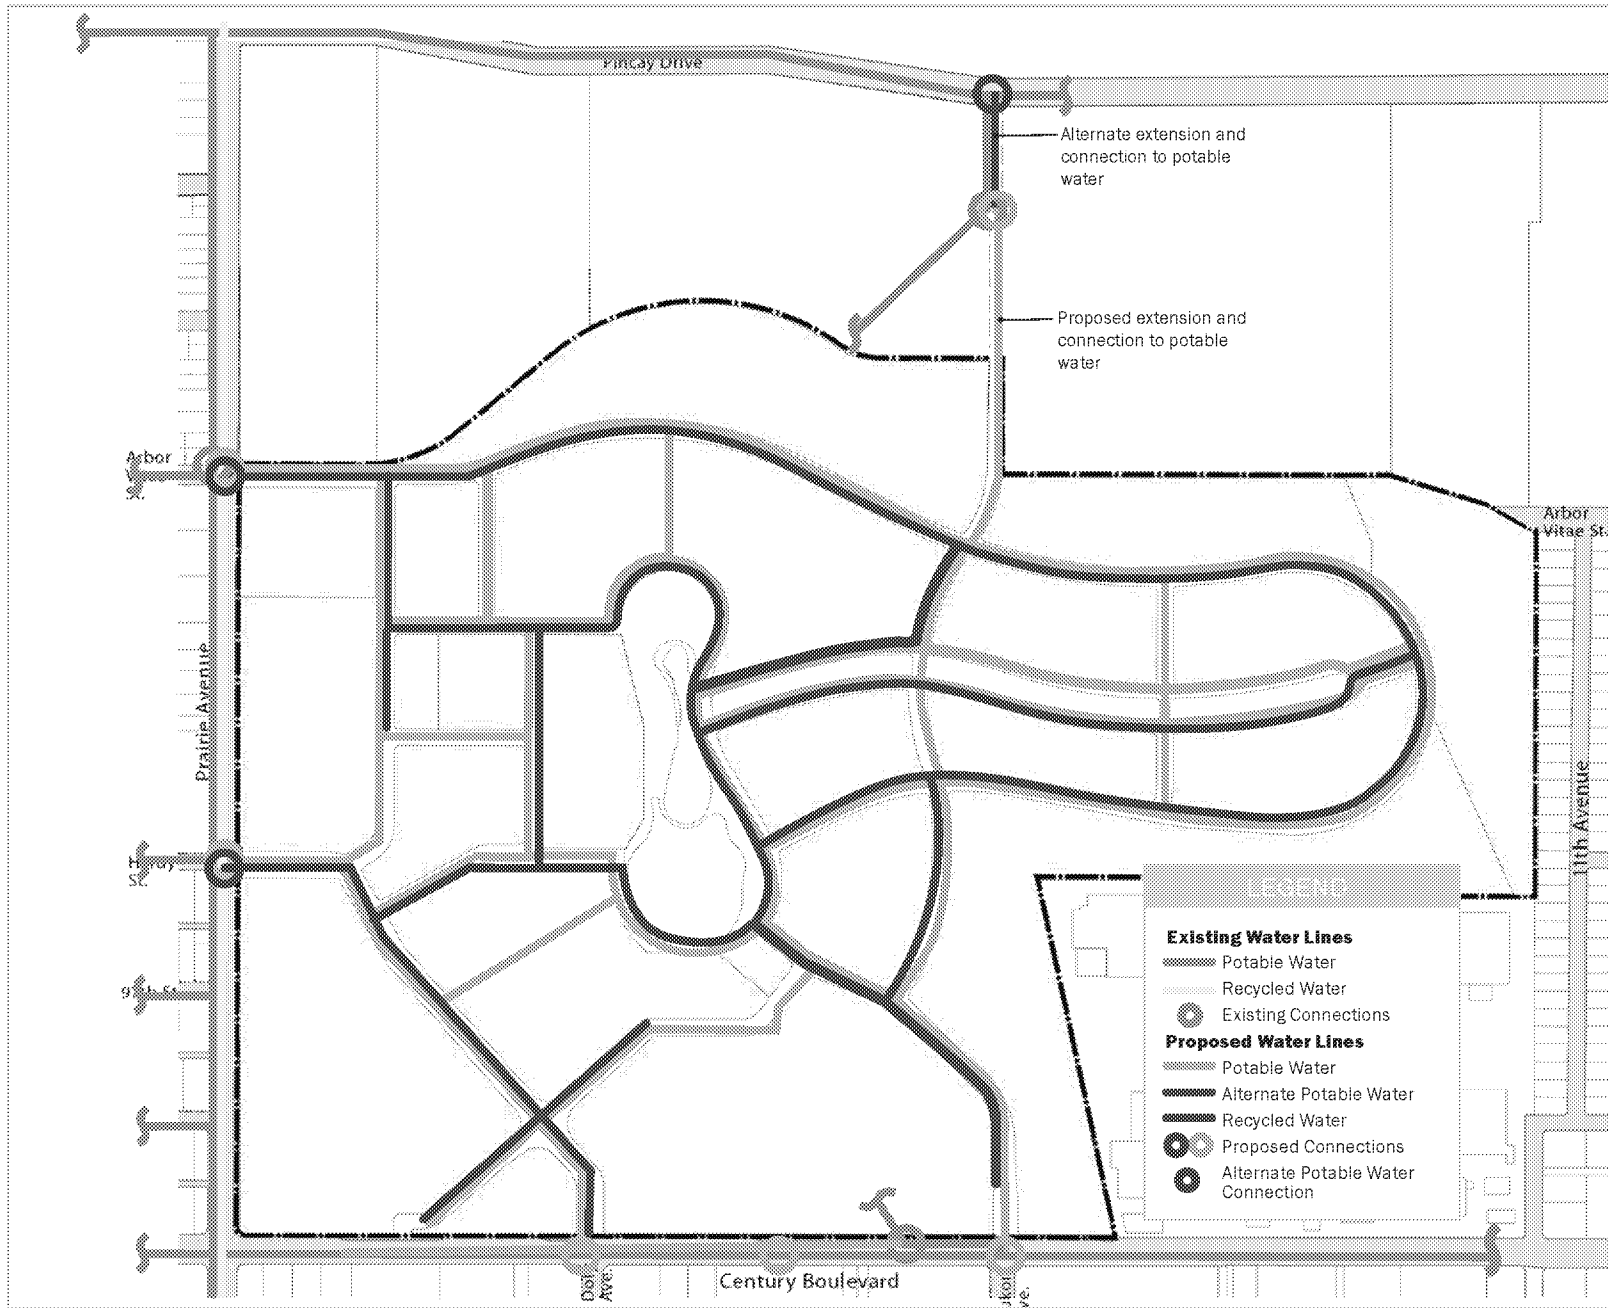 Pincay Drive
Alternate extension and
connection to potable
water
Proposed extension and
connection to potable
water
Arbor
Arbor
Vitae St.
Prairie Avenue
St.
11th Avenue
LEGEND
Existing Water Lines
Potable Water
Recycled Water
Existing Connections
Proposed Water Lines
Potable Water
Alternate Potable Water
Recycled Water
Proposed Connections
Alternate Potable Water
Connection
Century Boulevard
Ave.